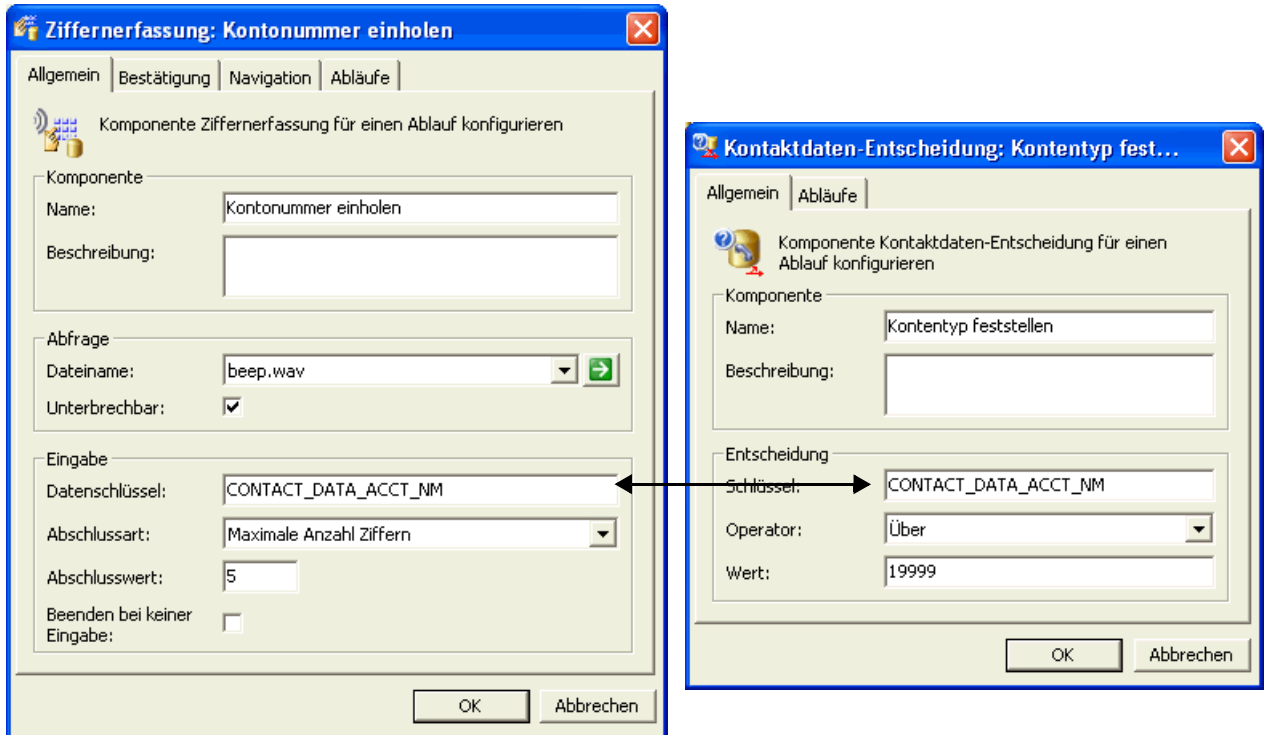 Ziffernerfassung: Kontonummer einholen
Allgemein Bestätigung Navigation Abläufe
Komponente Ziffernerfassung für einen Ablauf konfigurieren
Komponente
Name: Kontonummer einholen
Beschreibung:
Abfrage
Dateiname: beep.wav
Unterbrechbar:
Eingabe
Datenschlüssel: CONTACT_DATA_ACCT_NM
Abschlussart: Maximale Anzahl Ziffern
Abschlusswert: 5
Beenden bei keiner
Eingabe:
OK Abbrechen
Kontaktdaten-Entscheidung: Kontentyp fest...
Allgemein Abläufe
Komponente Kontaktdaten-Entscheidung für einen
Ablauf konfigurieren
Komponente
Name: Kontentyp feststellen
Beschreibung:
Entscheidung
Schlüssel: CONTACT_DATA_ACCT_NM
Operator: Über
Wert: 19999
OK Abbrechen